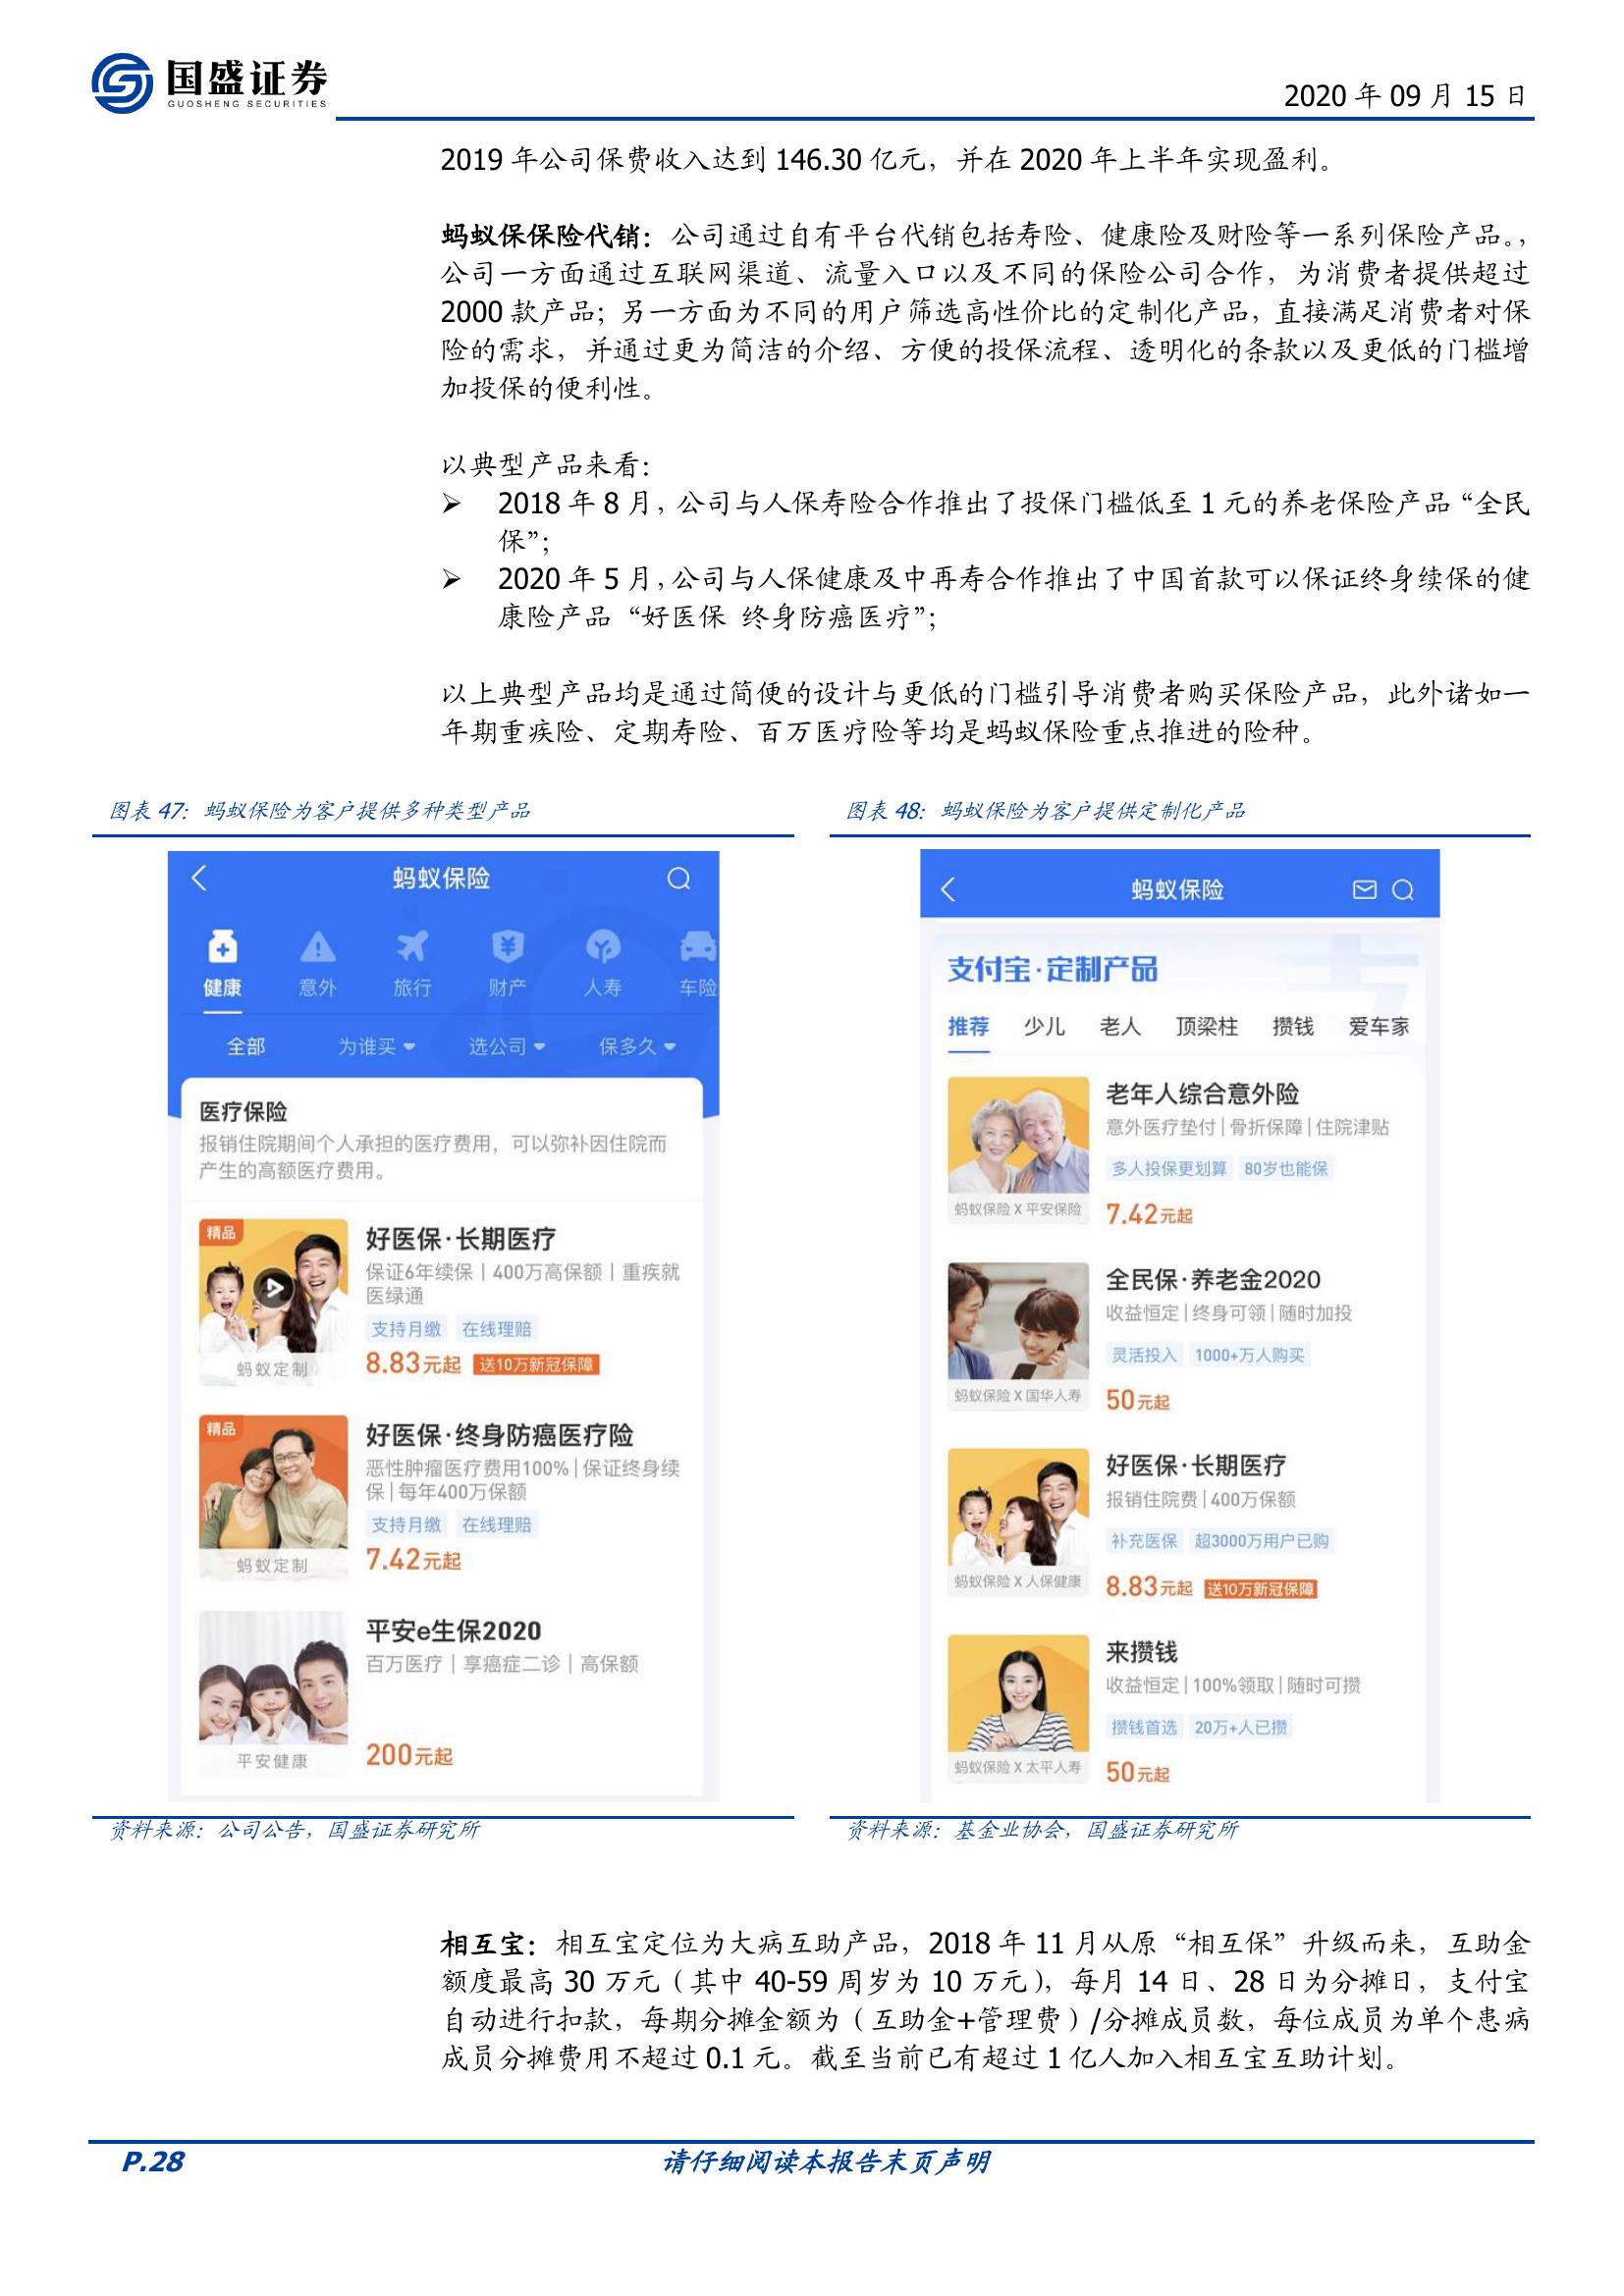 国盛证券
GUOSHENG SECURITIES
2020 年 09 月 15 日
2019 年公司保费收入达到 146.30 亿元，并在 2020 年上半年实现盈利。
蚂蚁保保险代销：公司通过自有平台代销包括寿险、健康险及财险等一系列保险产品。，
公司一方面通过互联网渠道、流量入口以及不同的保险公司合作，为消费者提供超过
2000 款产品；另一方面为不同的用户筛选高性价比的定制化产品，直接满足消费者对保
险的需求，并通过更为简洁的介绍、方便的投保流程、透明化的条款以及更低的门槛增
加投保的便利性。
以典型产品来看：
➢ 2018 年 8 月，公司与人保寿险合作推出了投保门槛低至 1 元的养老保险产品“全民
保”；
➢ 2020 年 5 月，公司与人保健康及中再寿合作推出了中国首款可以保证终身续保的健
康险产品“好医保 终身防癌医疗”；
以上典型产品均是通过简便的设计与更低的门槛引导消费者购买保险产品，此外诸如一
年期重疾险、定期寿险、百万医疗险等均是蚂蚁保险重点推进的险种。
图表 47：蚂蚁保险为客户提供多种类型产品
蚂蚁保险
健康 意外 旅行 财产 人寿 车险
全部 为谁买 选公司 保多久
医疗保险
报销住院期间个人承担的医疗费用，可以弥补因住院而
产生的高额医疗费用。
精品
蚂蚁定制
好医保·长期医疗
保证6年续保｜400万高保额｜重疾就
医绿通
支持月缴 在线理赔
8.83元起 送10万新冠保障
精品
蚂蚁定制
好医保·终身防癌医疗险
恶性肿瘤医疗费用100%｜保证终身续
保｜每年400万保额
支持月缴 在线理赔
7.42元起
平安健康
平安e生保2020
百万医疗｜享癌症二诊｜高保额
200元起
资料来源：公司公告，国盛证券研究所
图表 48：蚂蚁保险为客户提供定制化产品
蚂蚁保险
支付宝·定制产品
推荐 少儿 老人 顶梁柱 攒钱 爱车家
老年人综合意外险
意外医疗垫付｜骨折保障｜住院津贴
多人投保更划算 80岁也能保
蚂蚁保险 X 平安保险
7.42元起
全民保·养老金2020
收益恒定｜终身可领｜随时加投
灵活投入 1000+万人购买
蚂蚁保险 X 国华人寿
50元起
好医保·长期医疗
报销住院费｜400万保额
补充医保 超3000万用户已购
蚂蚁保险 X 人保健康
8.83元起 送10万新冠保障
来攒钱
收益恒定｜100%领取｜随时可攒
攒钱首选 20万+人已攒
蚂蚁保险 X 太平人寿
50元起
资料来源：基金业协会，国盛证券研究所
相互宝：相互宝定位为大病互助产品，2018 年 11 月从原“相互保”升级而来，互助金
额度最高 30 万元（其中 40-59 周岁为 10 万元），每月 14 日、28 日为分摊日，支付宝
自动进行扣款，每期分摊金额为（互助金+管理费）/分摊成员数，每位成员为单个患病
成员分摊费用不超过 0.1 元。截至当前已有超过 1 亿人加入相互宝互助计划。
P.28
请仔细阅读本报告末页声明